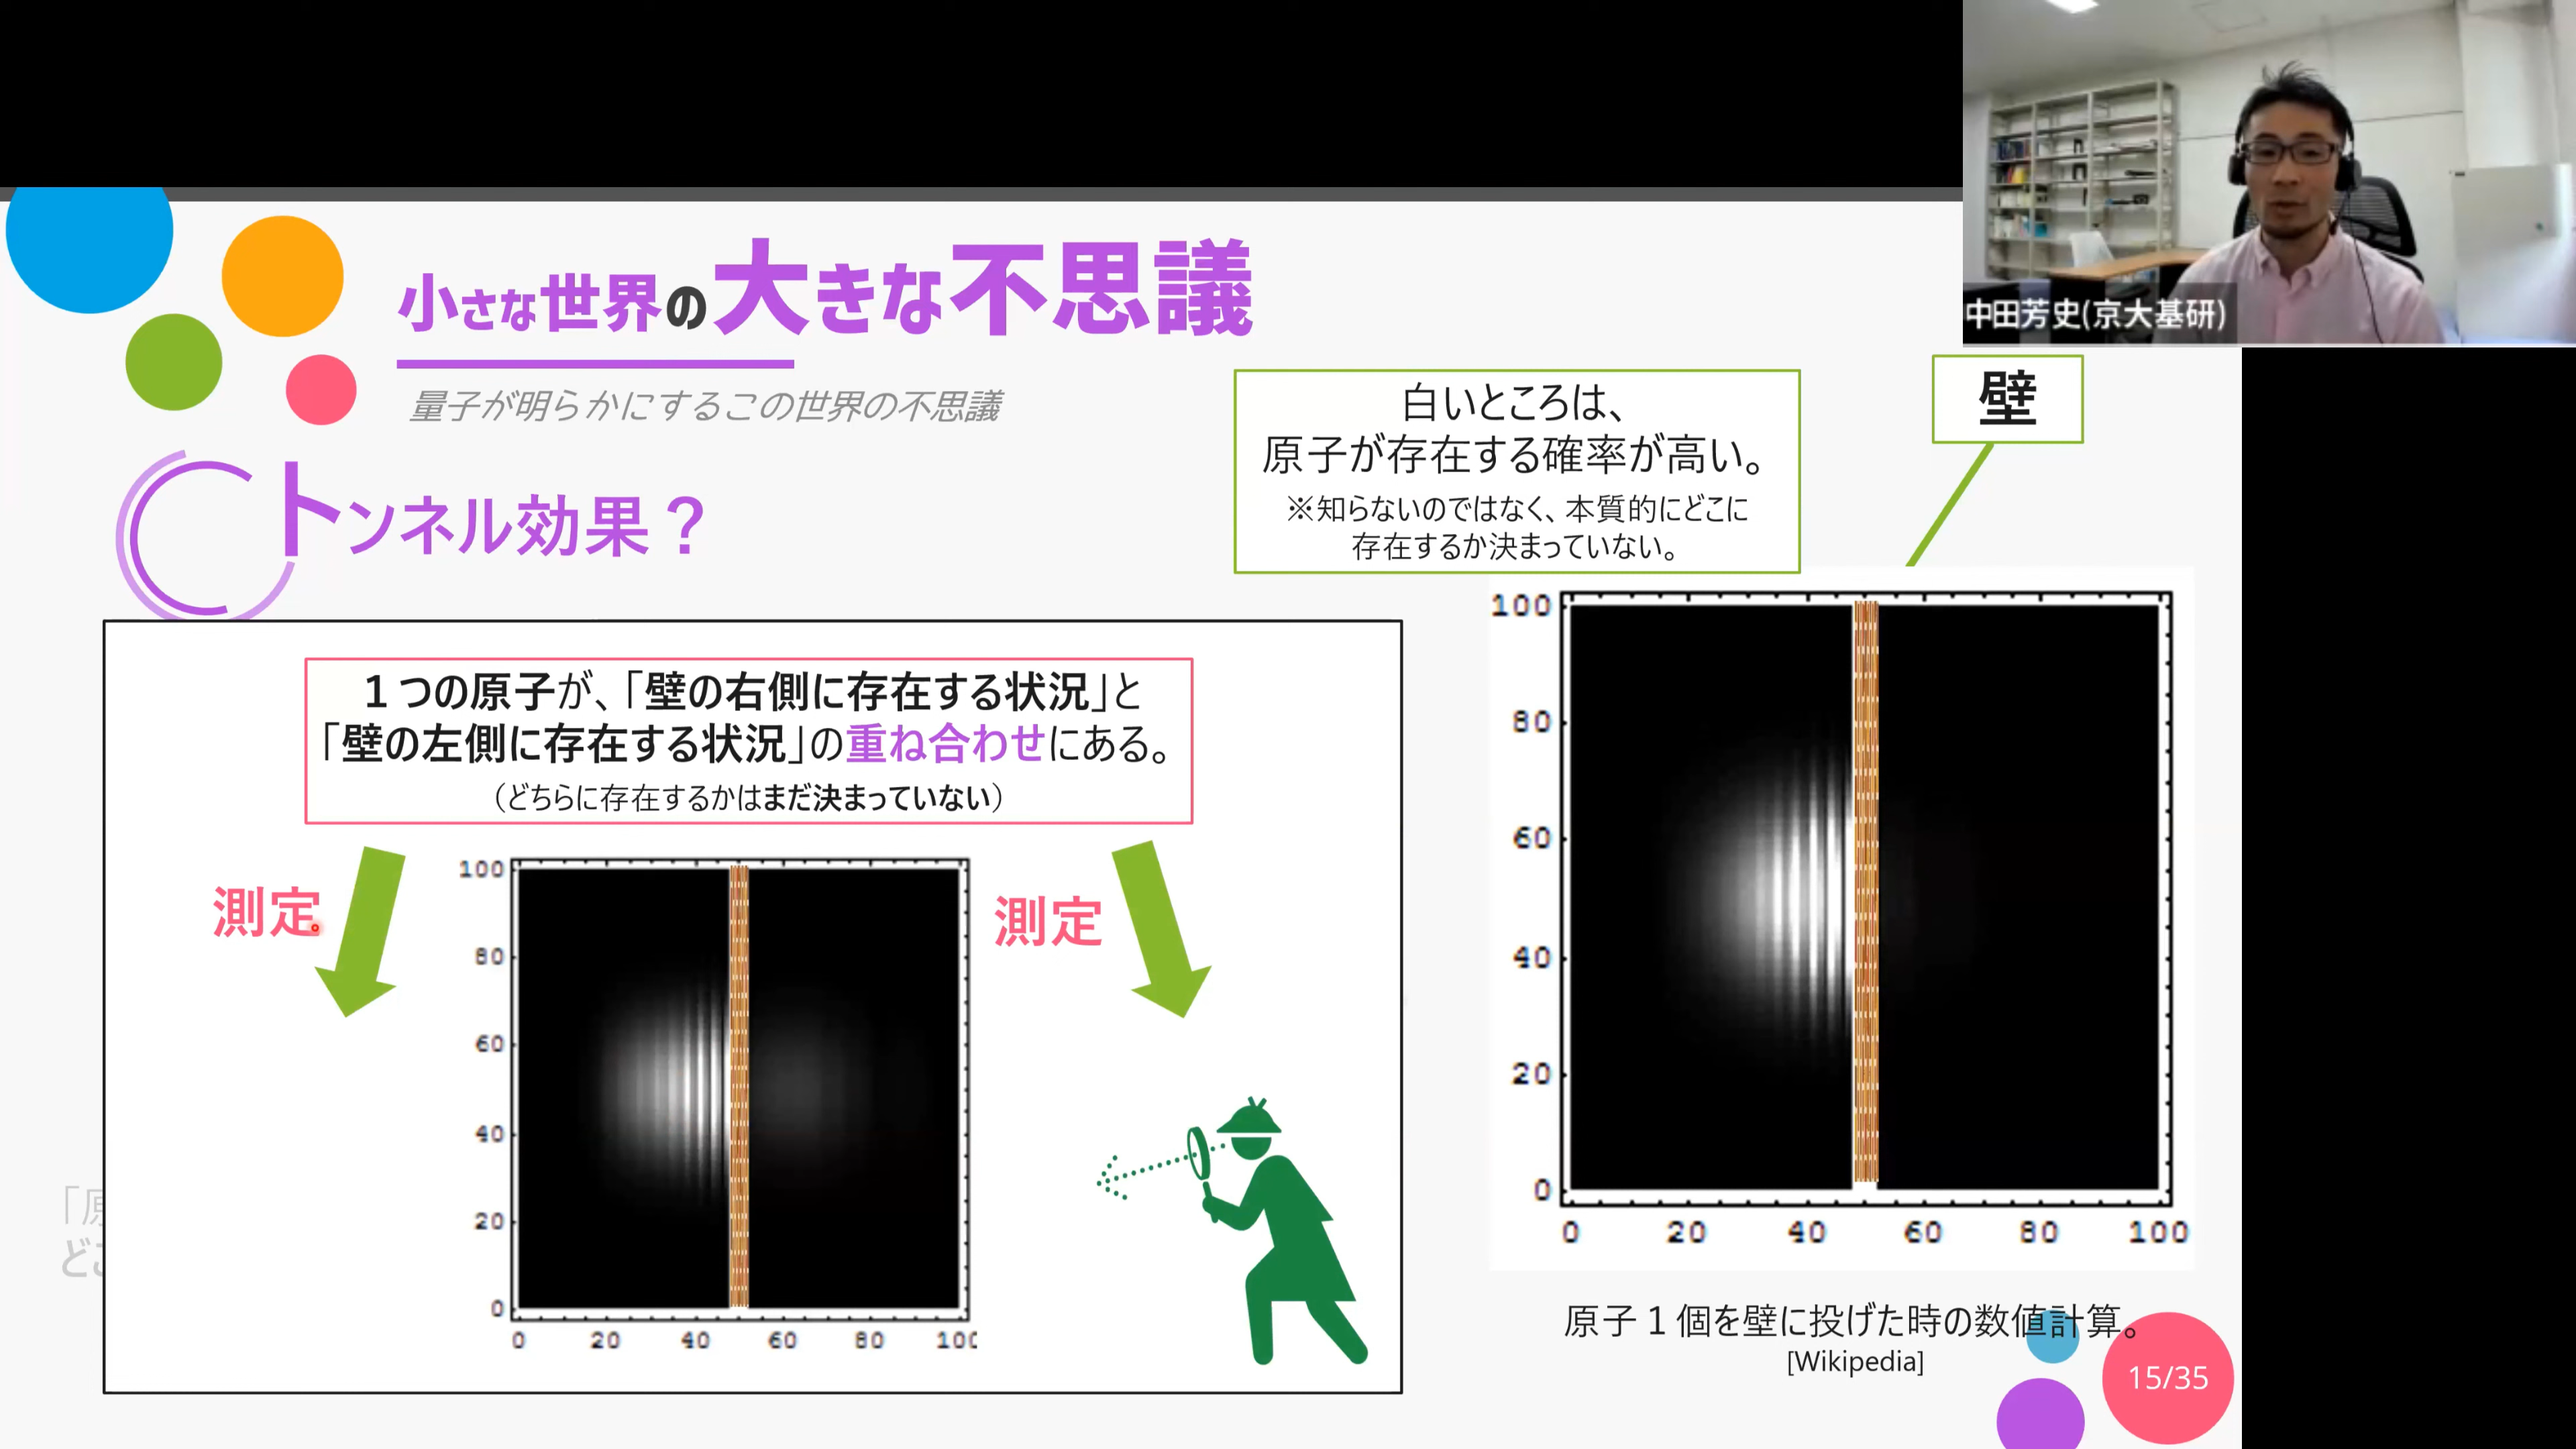 中田芳史(京大基研)
小さな世界の大きな不思議
量子が明らかにするこの世界の不思議
トンネル効果？
白いところは、
原子が存在する確率が高い。
※知らないのではなく、本質的にどこに
存在するか決まっていない。
壁
１つの原子が、「壁の右側に存在する状況」と
「壁の左側に存在する状況」の重ね合わせにある。
（どちらに存在するかはまだ決まっていない）
測定
測定
100
80
60
40
20
0
0 20 40 60 80 100
100
80
60
40
20
0
0 20 40 60 80 100
「原
どこ
原子１個を壁に投げた時の数値計算。
[Wikipedia]
15/35